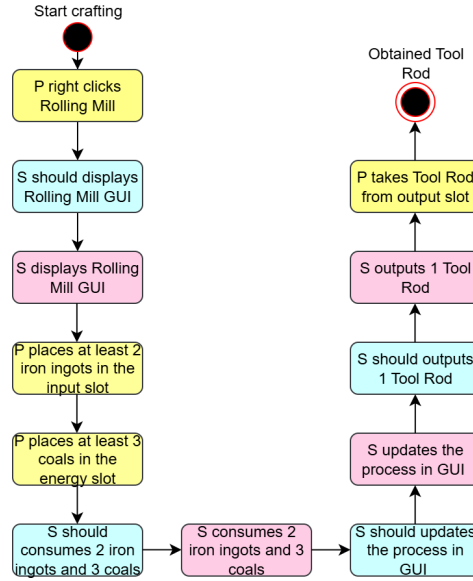 Start crafting
P right clicks
Rolling Mill
S should displays
Rolling Mill GUI
S displays Rolling
Mill GUI
P places at least 2
iron ingots in the
input slot
P places at least 3
coals in the
energy slot
S should
consumes 2 iron
ingots and 3 coals
S consumes 2
iron ingots and 3
coals
S should updates
the process in
GUI
S updates the
process in GUI
S should outputs
1 Tool Rod
S outputs 1 Tool
Rod
P takes Tool Rod
from output slot
Obtained Tool
Rod